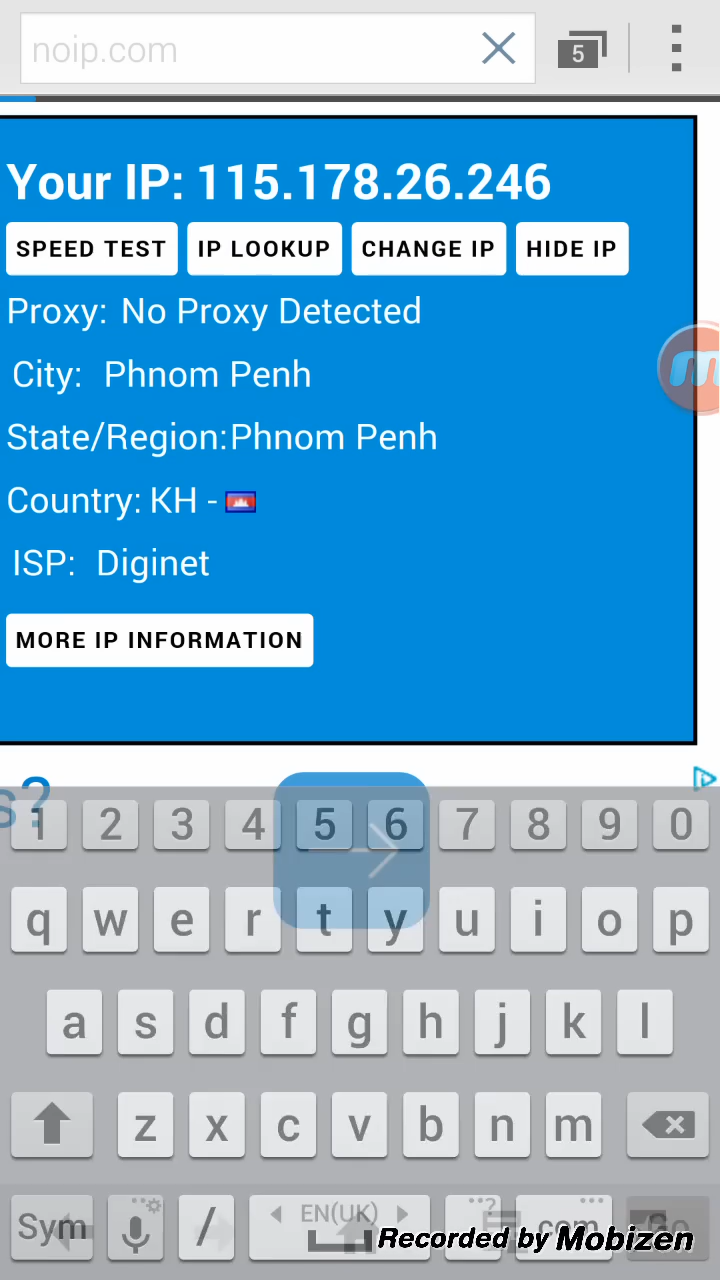 noip.com
5
Your IP: 115.178.26.246
SPEED TEST IP LOOKUP CHANGE IP HIDE IP
Proxy: No Proxy Detected
City: Phnom Penh
State/Region:Phnom Penh
Country: KH -
ISP: Diginet
MORE IP INFORMATION
s?
1 2 3 4 5 6 7 8 9 0
q w e r t y u i o p
a s d f g h j k l
z x c v b n m
Sym / EN(UK) .com Go
Recorded by Mobizen